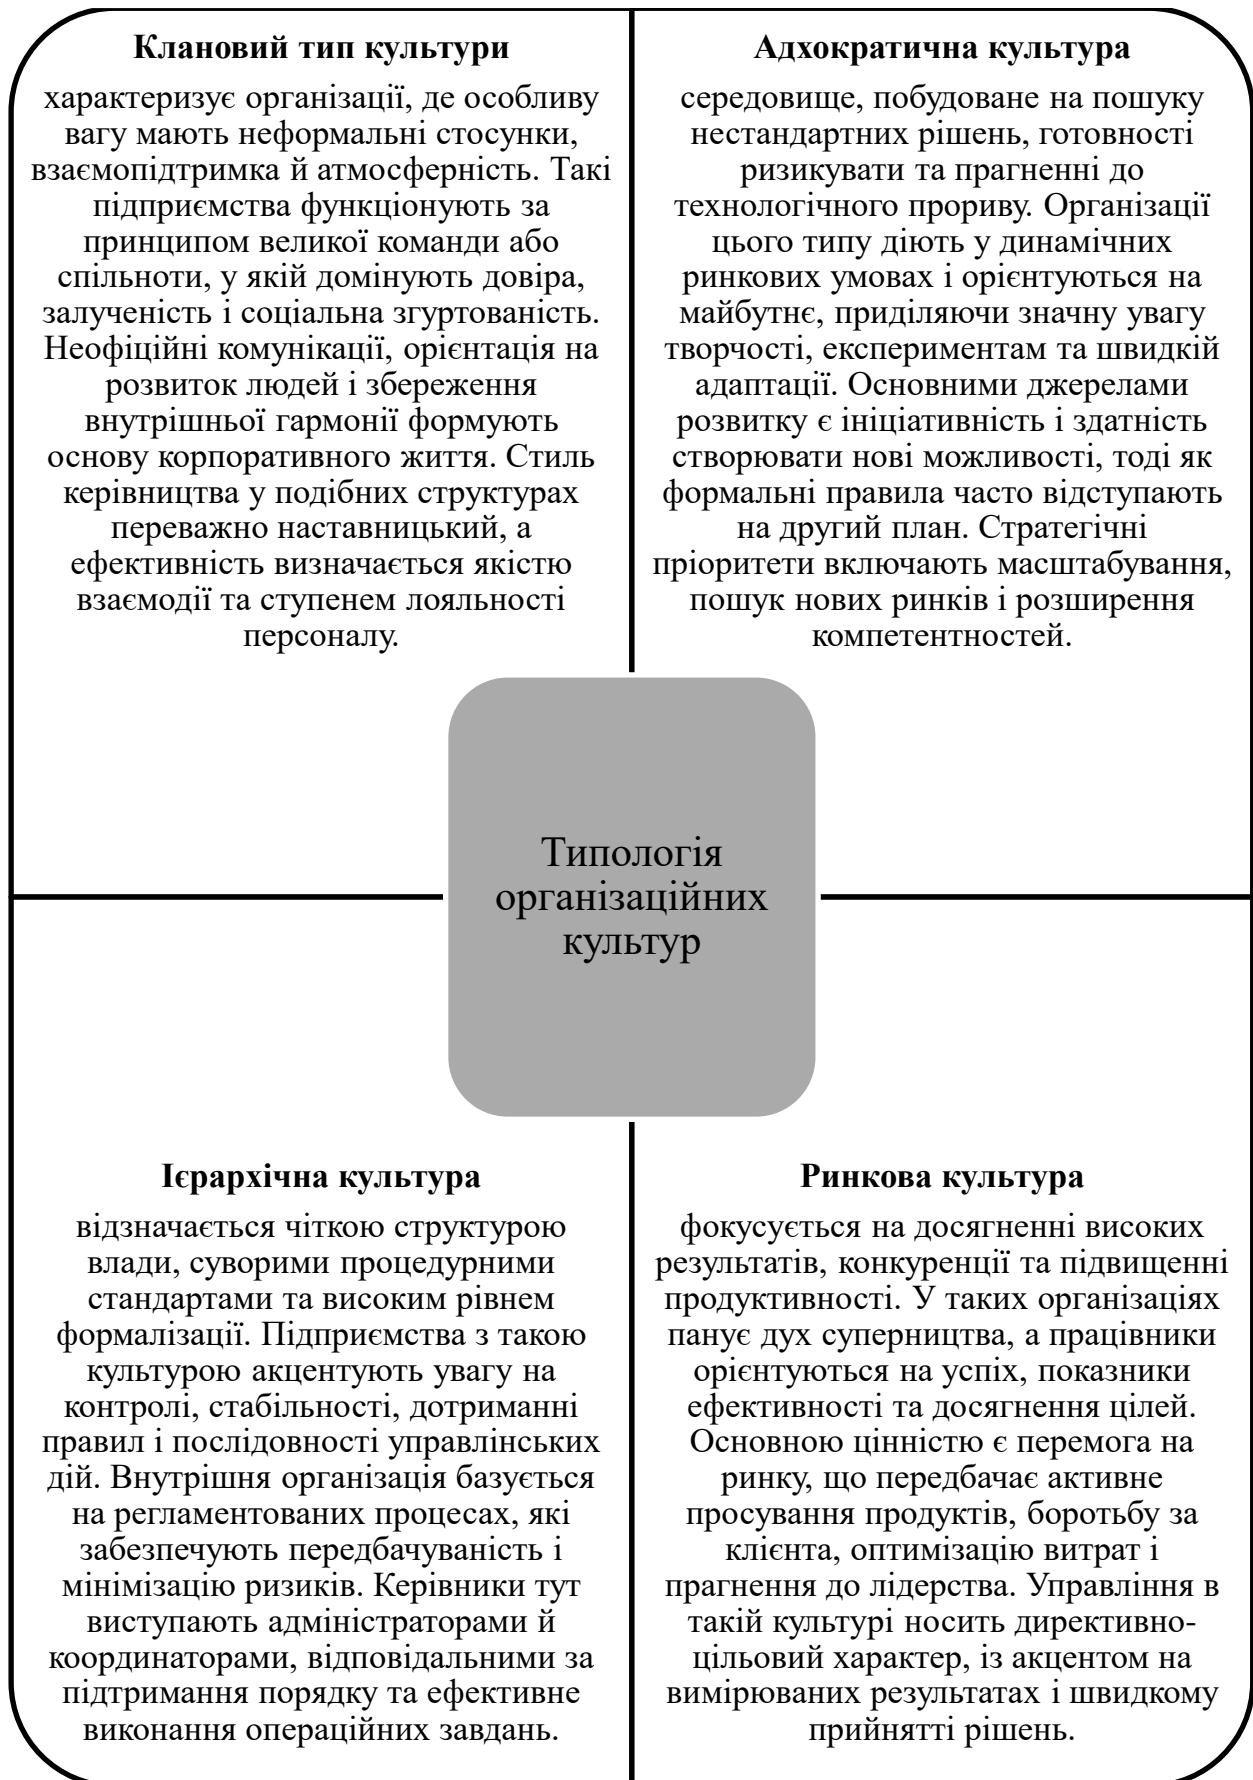 Клановий тип культури
характеризує організації, де особливу
вагу мають неформальні стосунки,
взаємопідтримка й атмосферність. Такі
підприємства функціонують за
принципом великої команди або
спільноти, у якій домінують довіра,
залученість і соціальна згуртованість.
Неофіційні комунікації, орієнтація на
розвиток людей і збереження
внутрішньої гармонії формують
основу корпоративного життя. Стиль
керівництва у подібних структурах
переважно наставницький, а
ефективність визначається якістю
взаємодії та ступенем лояльності
персоналу.
Адхократична культура
середовище, побудоване на пошуку
нестандартних рішень, готовності
ризикувати та прагненні до
технологічного прориву. Організації
цього типу діють у динамічних
ринкових умовах і орієнтуються на
майбутнє, приділяючи значну увагу
творчості, експериментам та швидкій
адаптації. Основними джерелами
розвитку є ініціативність і здатність
створювати нові можливості, тоді як
формальні правила часто відступають
на другий план. Стратегічні
пріоритети включають масштабування,
пошук нових ринків і розширення
компетентностей.
Типологія
організаційних
культур
Ієрархічна культура
відзначається чіткою структурою
влади, суворими процедурними
стандартами та високим рівнем
формалізації. Підприємства з такою
культурою акцентують увагу на
контролі, стабільності, дотриманні
правил і послідовності управлінських
дій. Внутрішня організація базується
на регламентованих процесах, які
забезпечують передбачуваність і
мінімізацію ризиків. Керівники тут
виступають адміністраторами й
координаторами, відповідальними за
підтримання порядку та ефективне
виконання операційних завдань.
Ринкова культура
фокусується на досягненні високих
результатів, конкуренції та підвищенні
продуктивності. У таких організаціях
панує дух суперництва, а працівники
орієнтуються на успіх, показники
ефективності та досягнення цілей.
Основною цінністю є перемога на
ринку, що передбачає активне
просування продуктів, боротьбу за
клієнта, оптимізацію витрат і
прагнення до лідерства. Управління в
такій культурі носить директивно-
цільовий характер, із акцентом на
вимірюваних результатах і швидкому
прийнятті рішень.